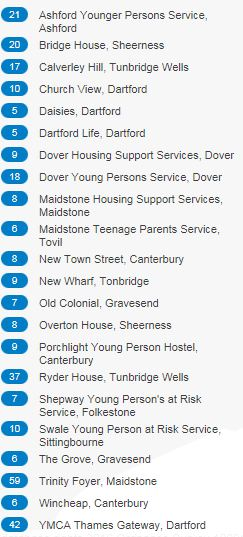 21 Ashford Younger Persons Service,
Ashford
20 Bridge House, Sheerness
17 Calverley Hill, Tunbridge Wells
10 Church View, Dartford
5 Daisies, Dartford
5 Dartford Life, Dartford
9 Dover Housing Support Services, Dover
18 Dover Young Persons Service, Dover
8 Maidstone Housing Support Services,
Maidstone
6 Maidstone Teenage Parents Service,
Tovil
8 New Town Street, Canterbury
9 New Wharf, Tonbridge
7 Old Colonial, Gravesend
8 Overton House, Sheerness
9 Porchlight Young Person Hostel,
Canterbury
37 Ryder House, Tunbridge Wells
7 Shepway Young Person's at Risk
Service, Folkestone
10 Swale Young Person at Risk Service,
Sittingbourne
6 The Grove, Gravesend
59 Trinity Foyer, Maidstone
6 Wincheap, Canterbury
42 YMCA Thames Gateway, Dartford